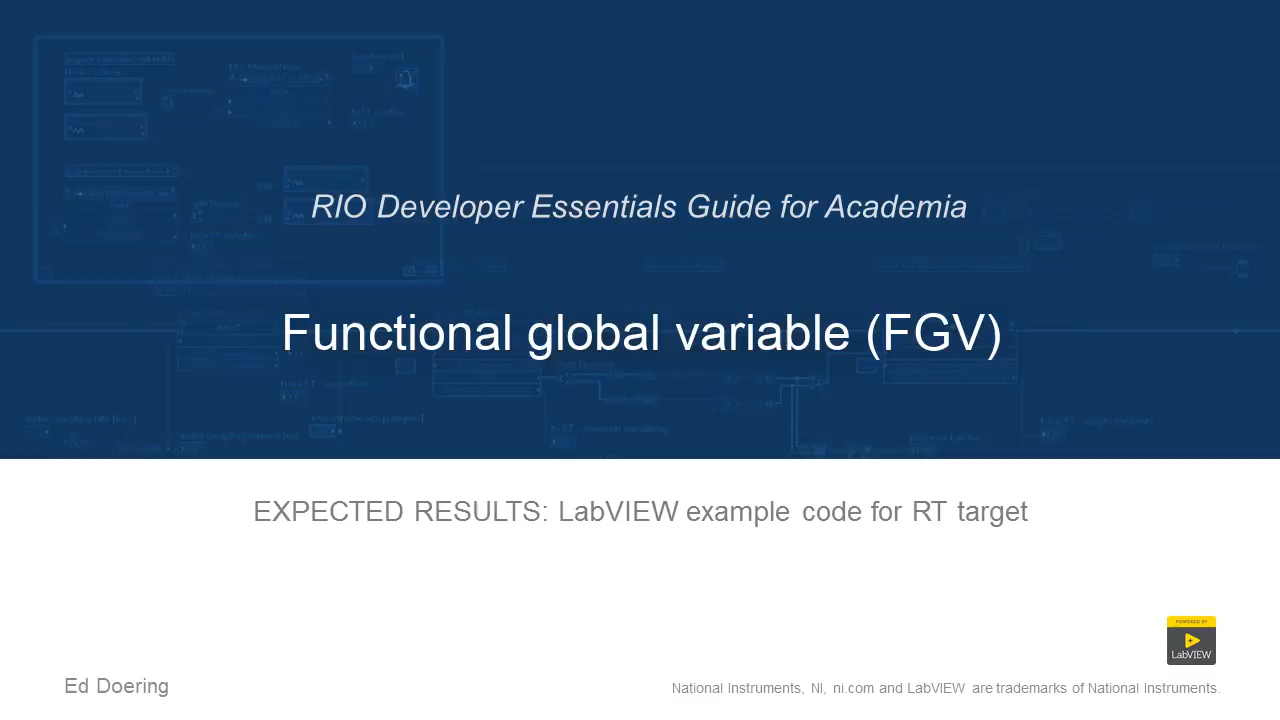 RIO Developer Essentials Guide for Academia
Functional global variable (FGV)
EXPECTED RESULTS: LabVIEW example code for RT target
POWERED BY
LabVIEW
Ed Doering
National Instruments, NI, ni.com and LabVIEW are trademarks of National Instruments.